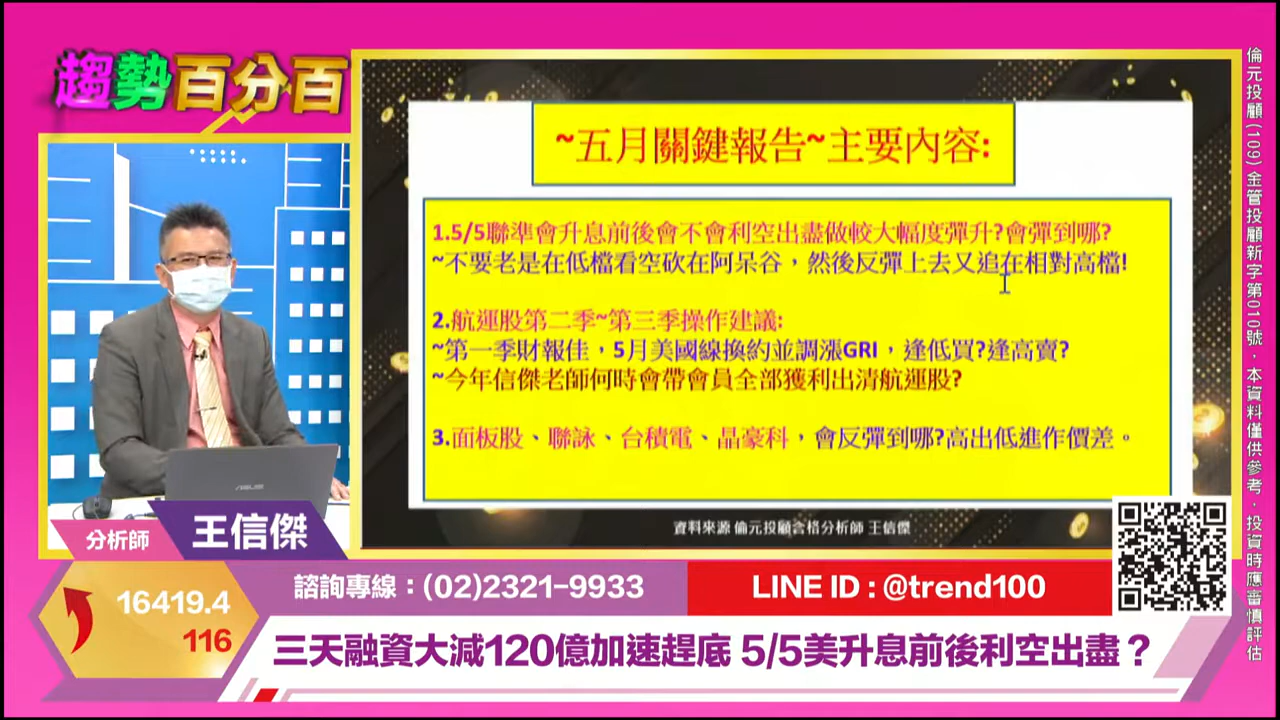 趨勢百分百
~五月關鍵報告~主要內容:
1.5/5聯準會升息前後會不會利空出盡做較大幅度彈升?會彈到哪?
~不要老是在低檔看空砍在阿呆谷，然後反彈上去又追在相對高檔!
2.航運股第二季~第三季操作建議:
~第一季財報佳，5月美國線換約並調漲GRI，逢低買?逢高賣?
~今年信傑老師何時會帶會員全部獲利出清航運股?
3.面板股、聯詠、台積電、晶豪科，會反彈到哪?高出低進作價差。
資料來源 倫元投顧合格分析師 王信傑
倫元投顧(109)金管投顧新字第010號．本資料僅供參考．投資時應審慎評估
ASUS
分析師 王信傑
諮詢專線：(02)2321-9933
LINE ID : @trend100
16419.4
116
三天融資大減120億加速趕底 5/5美升息前後利空出盡？